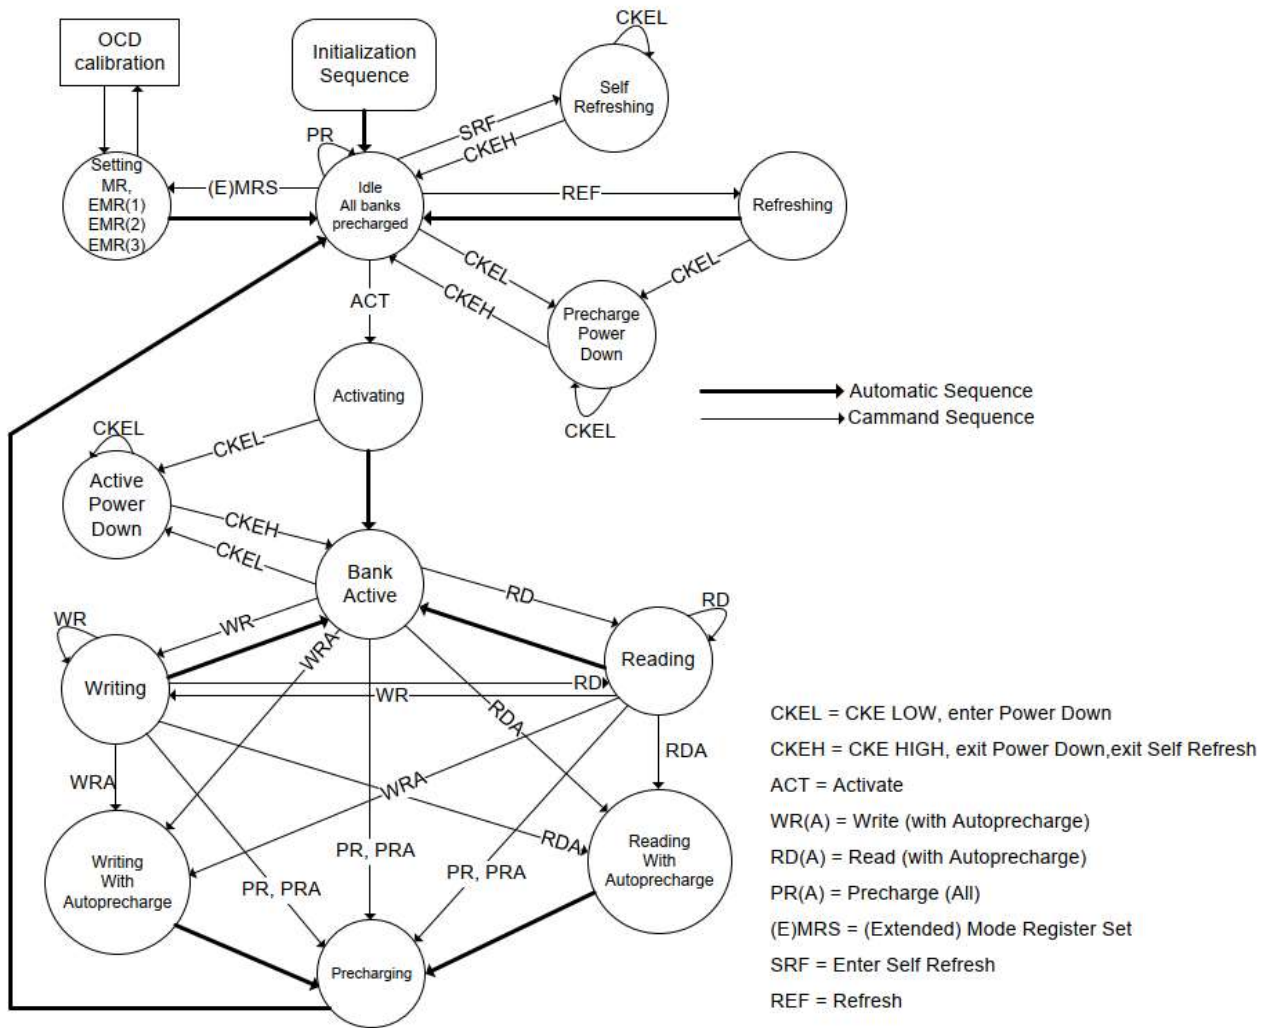 OCD
calibration
Initialization
Sequence
CKEL
Self
Refreshing
PR
SRF
CKEH
Setting
MR,
EMR(1)
EMR(2)
EMR(3)
(E)MRS
Idle
All banks
precharged
REF
Refreshing
CKEL
CKEH
CKEL
ACT
Precharge
Power
Down
CKEL
Activating
Automatic Sequence
Cammand Sequence
CKEL
CKEL
Active
Power
Down
CKEH
CKEL
Bank
Active
RD
RD
WR
WR
WRA
Reading
Writing
RD
WR
RDA
RDA
WRA
WRA
RDA
PR, PRA
PR, PRA
PR, PRA
Writing
With
Autoprecharge
Reading
With
Autoprecharge
Precharging
CKEL = CKE LOW, enter Power Down
CKEH = CKE HIGH, exit Power Down,exit Self Refresh
ACT = Activate
WR(A) = Write (with Autoprecharge)
RD(A) = Read (with Autoprecharge)
PR(A) = Precharge (All)
(E)MRS = (Extended) Mode Register Set
SRF = Enter Self Refresh
REF = Refresh